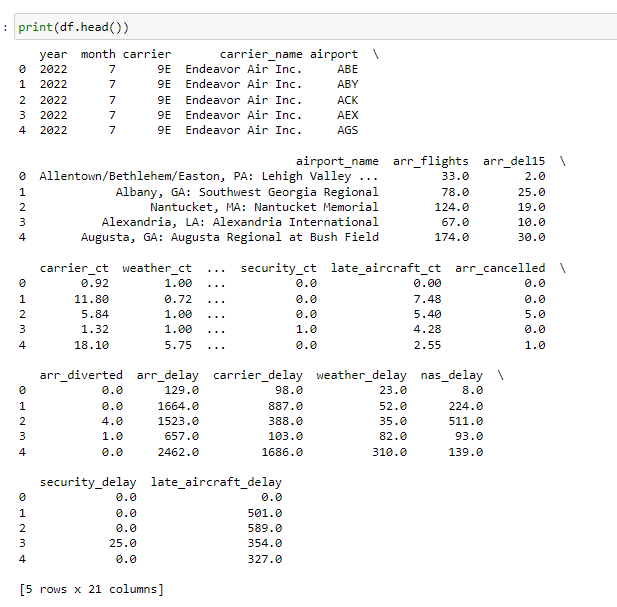 : print(df.head())
year month carrier carrier_name airport \
0 2022 7 9E Endeavor Air Inc. ABE
1 2022 7 9E Endeavor Air Inc. ABY
2 2022 7 9E Endeavor Air Inc. ACK
3 2022 7 9E Endeavor Air Inc. AEX
4 2022 7 9E Endeavor Air Inc. AGS
airport_name arr_flights arr_del15 \
0 Allentown/Bethlehem/Easton, PA: Lehigh Valley ... 33.0 2.0
1 Albany, GA: Southwest Georgia Regional 78.0 25.0
2 Nantucket, MA: Nantucket Memorial 124.0 19.0
3 Alexandria, LA: Alexandria International 67.0 10.0
4 Augusta, GA: Augusta Regional at Bush Field 174.0 30.0
carrier_ct weather_ct ... security_ct late_aircraft_ct arr_cancelled \
0 0.92 1.00 ... 0.0 0.00 0.0
1 11.80 0.72 ... 0.0 7.48 0.0
2 5.84 1.00 ... 0.0 5.40 5.0
3 1.32 1.00 ... 1.0 4.28 0.0
4 18.10 5.75 ... 0.0 2.55 1.0
arr_diverted arr_delay carrier_delay weather_delay nas_delay \
0 0.0 129.0 98.0 23.0 8.0
1 0.0 1664.0 887.0 52.0 224.0
2 4.0 1523.0 388.0 35.0 511.0
3 1.0 657.0 103.0 82.0 93.0
4 0.0 2462.0 1686.0 310.0 139.0
security_delay late_aircraft_delay
0 0.0 0.0
1 0.0 501.0
2 0.0 589.0
3 25.0 354.0
4 0.0 327.0
[5 rows x 21 columns]